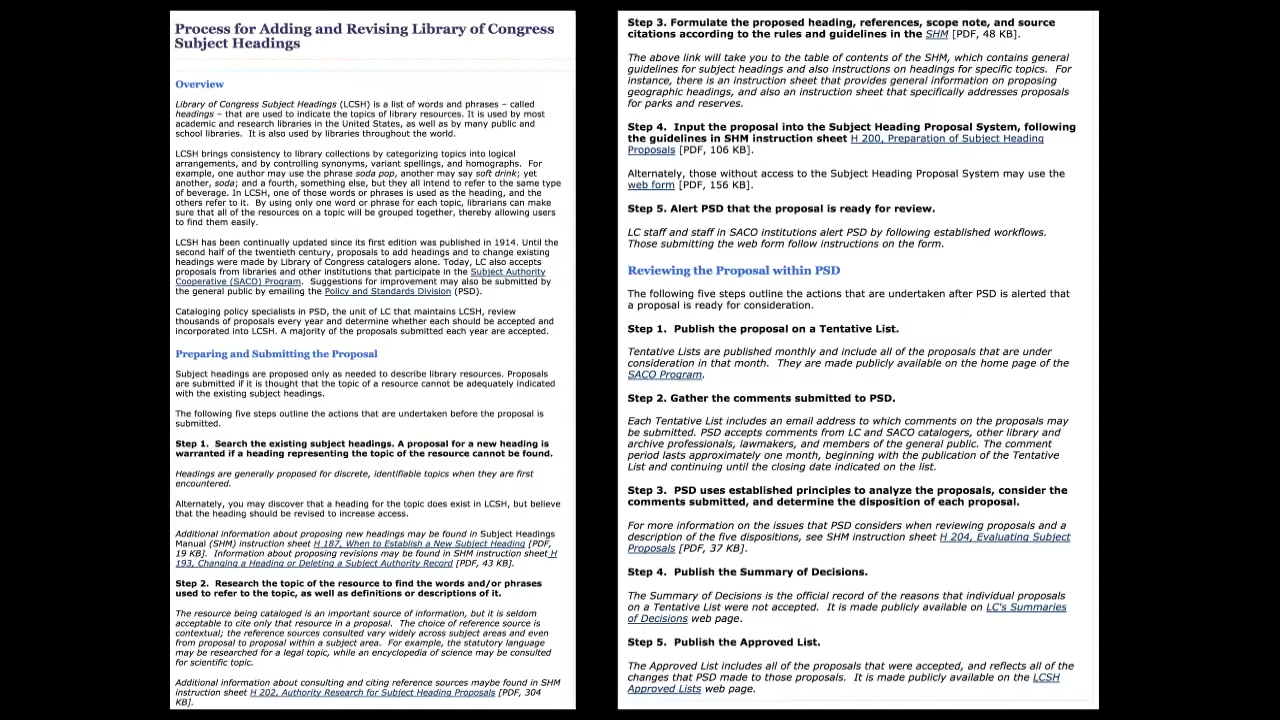 Process for Adding and Revising Library of Congress
Subject Headings
Overview
Library of Congress Subject Headings (LCSH) is a list of words and phrases – called
headings – that are used to indicate the topics of library resources. It is used by most
academic and research libraries in the United States, as well as by many public and
school libraries.  It is also used by libraries throughout the world.
LCSH brings consistency to library collections by categorizing topics into logical
arrangements, and by controlling synonyms, variant spellings, and homographs.  For
example, one author may use the phrase soda pop, another may say soft drink; yet
another, soda; and a fourth, something else, but they all intend to refer to the same type
of beverage. In LCSH, one of those words or phrases is used as the heading, and the
others refer to it.  By using only one word or phrase for each topic, librarians can make
sure that all of the resources on a topic will be grouped together, thereby allowing users
to find them easily.
LCSH has been continually updated since its first edition was published in 1914. Until the
second half of the twentieth century, proposals to add headings and to change existing
headings were made by Library of Congress catalogers alone. Today, LC also accepts
proposals from libraries and other institutions that participate in the Subject Authority
Cooperative (SACO) Program.  Suggestions for improvement may also be submitted by
the general public by emailing the Policy and Standards Division (PSD).
Cataloging policy specialists in PSD, the unit of LC that maintains LCSH, review
thousands of proposals every year and determine whether each should be accepted and
incorporated into LCSH. A majority of the proposals submitted each year are accepted.
Preparing and Submitting the Proposal
Subject headings are proposed only as needed to describe library resources. Proposals
are submitted if it is thought that the topic of a resource cannot be adequately indicated
with the existing subject headings.
The following five steps outline the actions that are undertaken before the proposal is
submitted.
Step 1.  Search the existing subject headings. A proposal for a new heading is
warranted if a heading representing the topic of the resource cannot be found.
Headings are generally proposed for discrete, identifiable topics when they are first
encountered.
Alternately, you may discover that a heading for the topic does exist in LCSH, but believe
that the heading should be revised to increase access.
Additional information about proposing new headings may be found in Subject Headings
Manual (SHM) instruction sheet H 187, When to Establish a New Subject Heading [PDF,
19 KB].  Information about proposing revisions may be found in SHM instruction sheet H
193, Changing a Heading or Deleting a Subject Authority Record [PDF, 43 KB].
Step 2.  Research the topic of the resource to find the words and/or phrases
used to refer to the topic, as well as definitions or descriptions of it.
The resource being cataloged is an important source of information, but it is seldom
acceptable to cite only that resource in a proposal. The choice of reference source is
contextual; the reference sources consulted vary widely across subject areas and even
from proposal to proposal within a subject area.  For example, the statutory language
may be researched for a legal topic, while an encyclopedia of science may be consulted
for scientific topic.
Additional information about consulting and citing reference sources maybe found in SHM
instruction sheet H 202, Authority Research for Subject Heading Proposals [PDF, 304
KB].
Step 3. Formulate the proposed heading, references, scope note, and source
citations according to the rules and guidelines in the SHM [PDF, 48 KB].
The above link will take you to the table of contents of the SHM, which contains general
guidelines for subject headings and also instructions on headings for specific topics.  For
instance, there is an instruction sheet that provides general information on proposing
geographic headings, and also an instruction sheet that specifically addresses proposals
for parks and reserves.
Step 4.  Input the proposal into the Subject Heading Proposal System, following
the guidelines in SHM instruction sheet H 200, Preparation of Subject Heading
Proposals [PDF, 106 KB].
Alternately, those without access to the Subject Heading Proposal System may use the
web form [PDF, 156 KB].
Step 5. Alert PSD that the proposal is ready for review.
LC staff and staff in SACO institutions alert PSD by following established workflows.
Those submitting the web form follow instructions on the form.
Reviewing the Proposal within PSD
The following five steps outline the actions that are undertaken after PSD is alerted that
a proposal is ready for consideration.
Step 1.  Publish the proposal on a Tentative List.
Tentative Lists are published monthly and include all of the proposals that are under
consideration in that month.  They are made publicly available on the home page of the
SACO Program.
Step 2. Gather the comments submitted to PSD.
Each Tentative List includes an email address to which comments on the proposals may
be submitted. PSD accepts comments from LC and SACO catalogers, other library and
archive professionals, lawmakers, and members of the general public. The comment
period lasts approximately one month, beginning with the publication of the Tentative
List and continuing until the closing date indicated on the list.
Step 3.  PSD uses established principles to analyze the proposals, consider the
comments submitted, and determine the disposition of each proposal.
For more information on the issues that PSD considers when reviewing proposals and a
description of the five dispositions, see SHM instruction sheet H 204, Evaluating Subject
Proposals [PDF, 37 KB].
Step 4.  Publish the Summary of Decisions.
The Summary of Decisions is the official record of the reasons that individual proposals
on a Tentative List were not accepted.  It is made publicly available on LC's Summaries
of Decisions web page.
Step 5.  Publish the Approved List.
The Approved List includes all of the proposals that were accepted, and reflects all of the
changes that PSD made to those proposals.  It is made publicly available on the LCSH
Approved Lists web page.